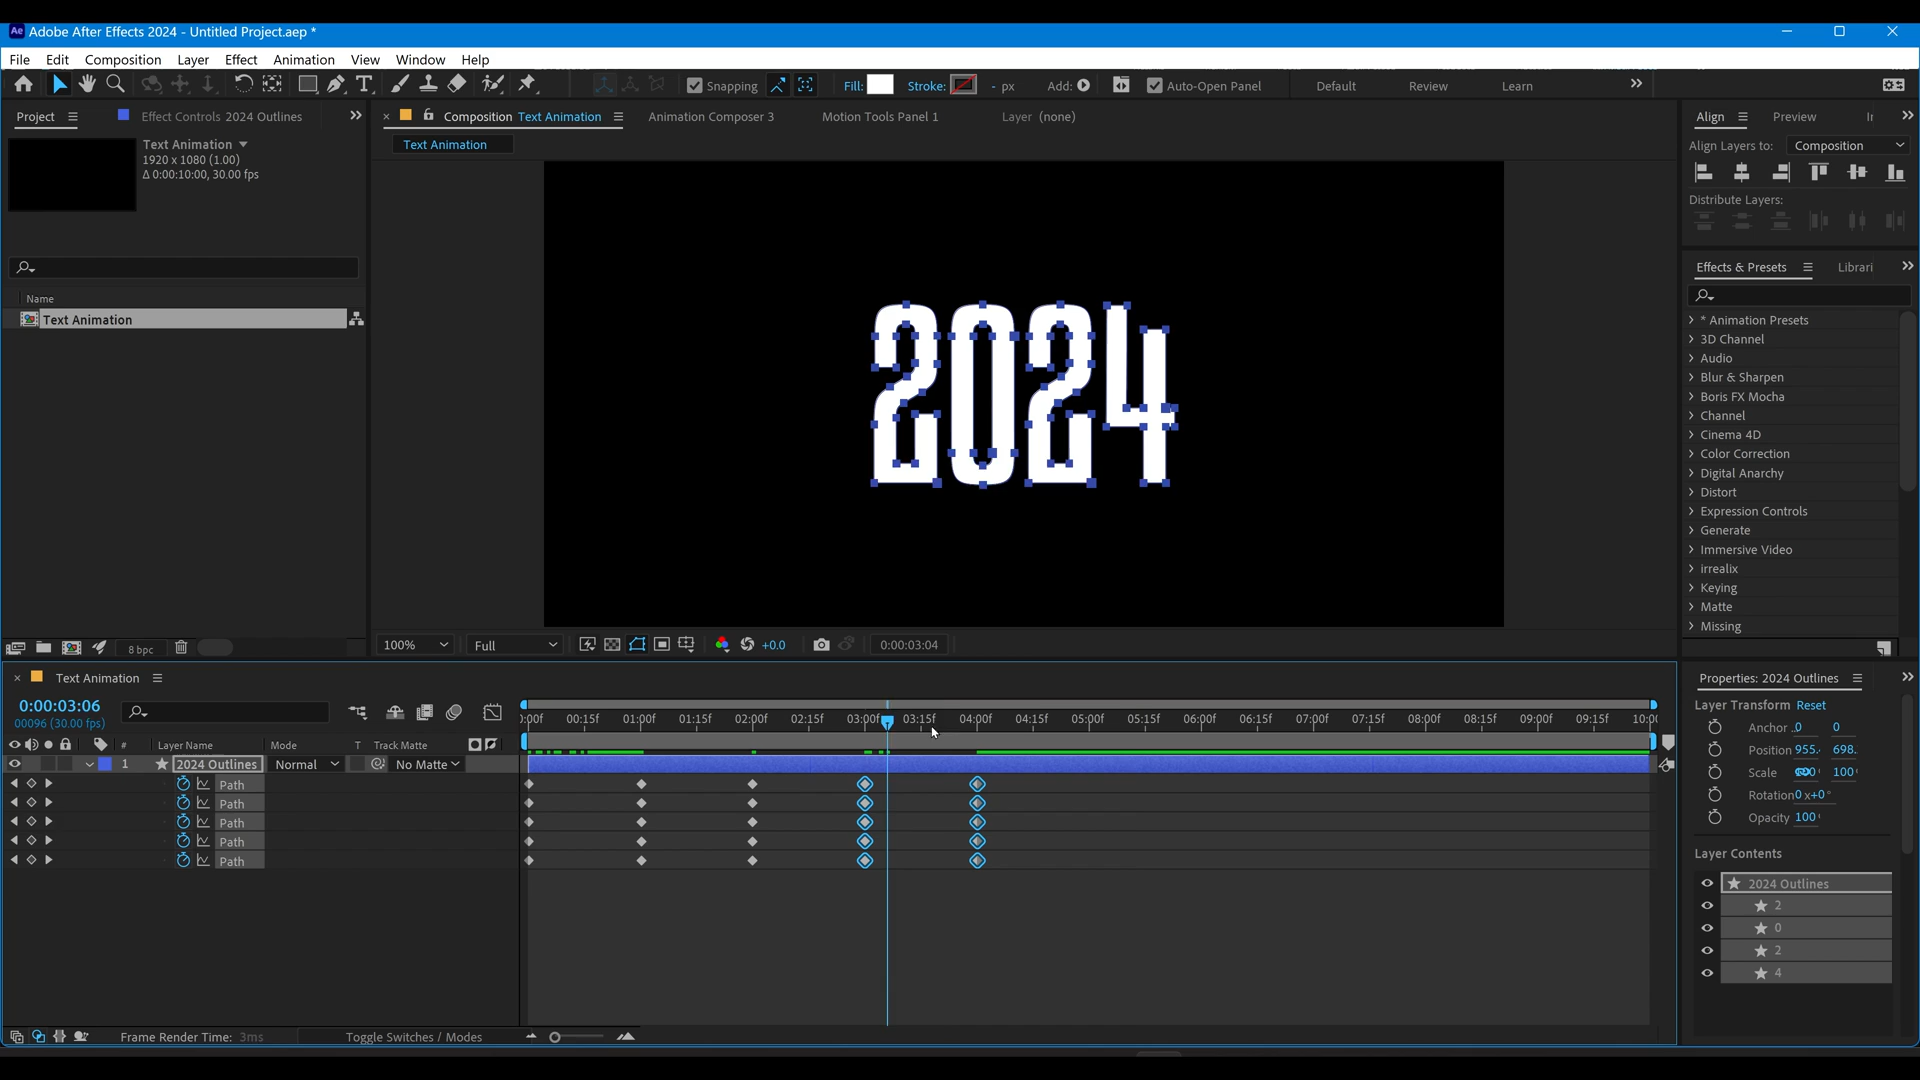 Ae Adobe After Effects 2024 - Untitled Project.aep *
File Edit Composition Layer Effect Animation View Window Help
Snapping Fill: Stroke: - px Add: Auto-Open Panel Default Review Learn
Project Effect Controls 2024 Outlines
Text Animation
1920 x 1080 (1.00)
Δ 0:00:10:00, 30.00 fps
Name
Text Animation
8 bpc
Composition Text Animation Animation Composer 3 Motion Tools Panel 1 Layer (none)
Text Animation
2024
100% Full +0.0 0:00:03:04
Align Preview
Align Layers to: Composition
Distribute Layers:
Effects & Presets Librari
* Animation Presets
3D Channel
Audio
Blur & Sharpen
Boris FX Mocha
Channel
Cinema 4D
Color Correction
Digital Anarchy
Distort
Expression Controls
Generate
Immersive Video
irrealix
Keying
Matte
Missing
Text Animation
0:00:03:06
00096 (30.00 fps)
# Layer Name Mode T Track Matte
1 2024 Outlines Normal No Matte
Path
Path
Path
Path
Path
):00f 00:15f 01:00f 01:15f 02:00f 02:15f 03:00f 03:15f 04:00f 04:15f 05:00f 05:15f 06:00f 06:15f 07:00f 07:15f 08:00f 08:15f 09:00f 09:15f 10:0
Frame Render Time: 3ms Toggle Switches / Modes
Properties: 2024 Outlines
Layer Transform Reset
Anchor .. 0 0
Position 955. 698.
Scale 100
Rotation 0 x+0°
Opacity 100
Layer Contents
2024 Outlines
2
0
2
4